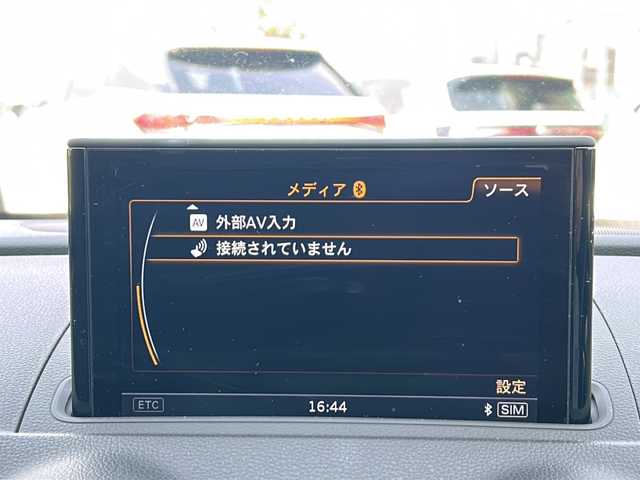 メディア
ソース
AV 外部AV入力
接続されていません
設定
ETC 16:44 SIM